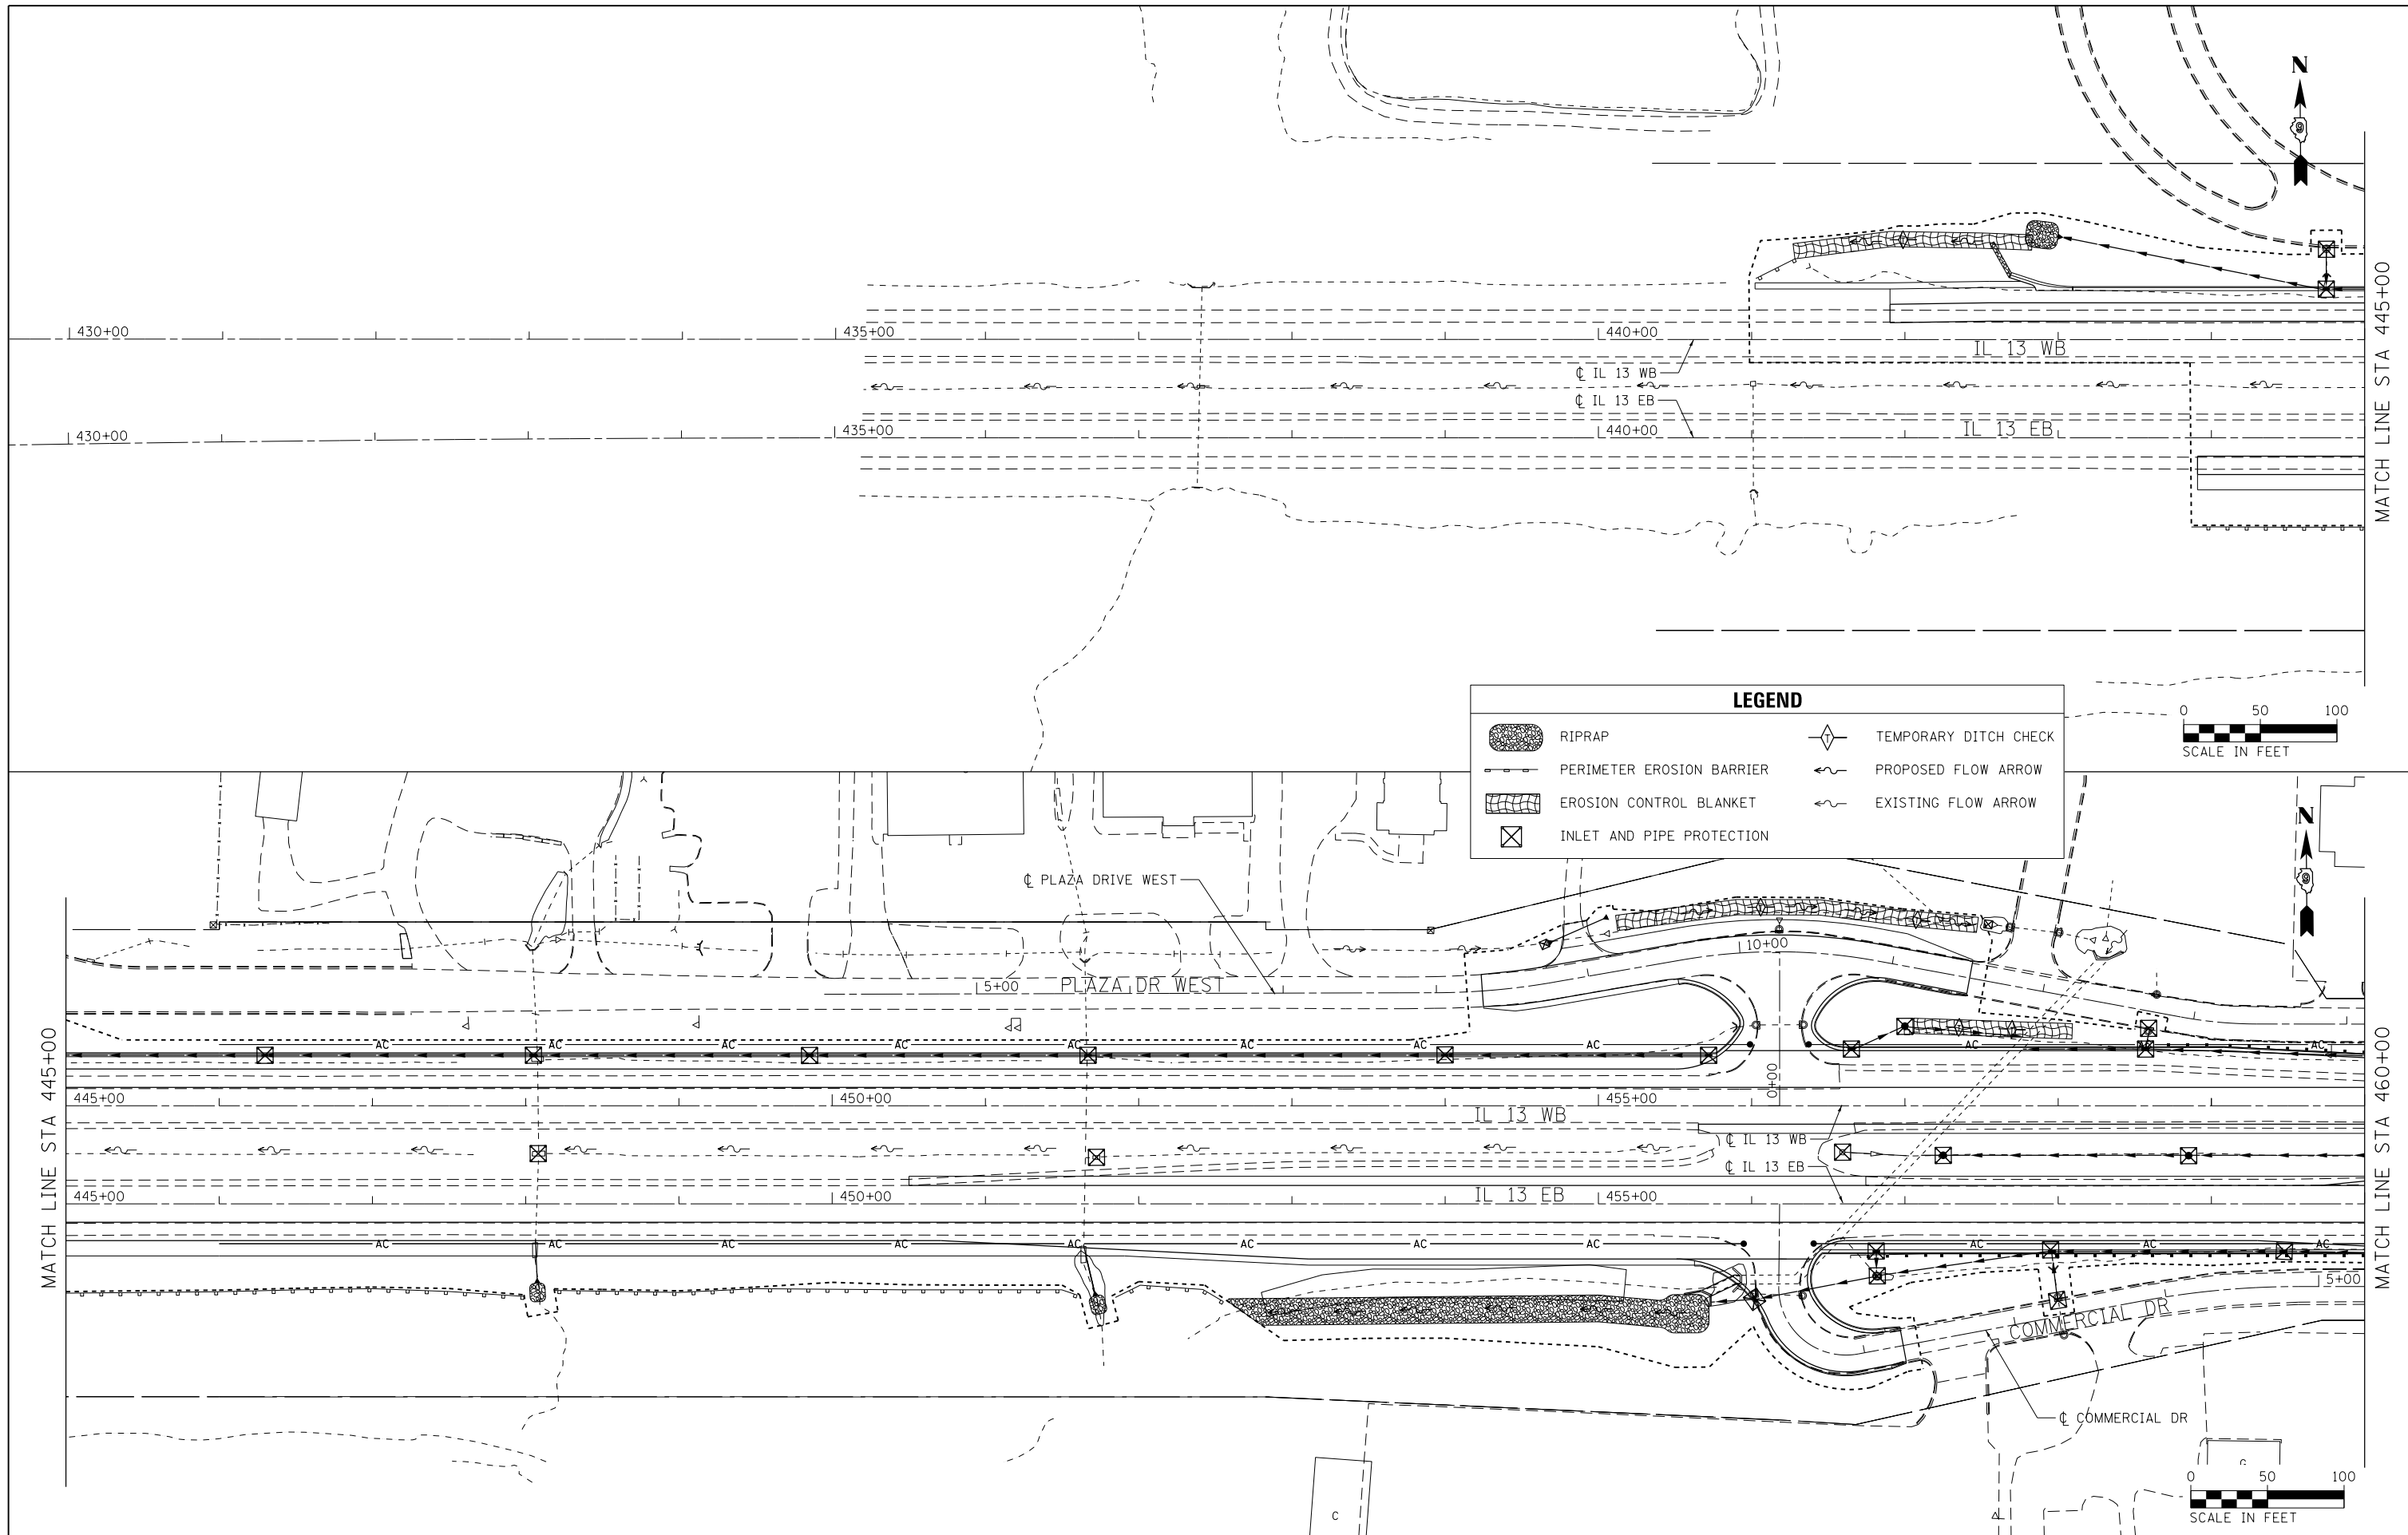 N
430+00
435+00
440+00
IL 13 WB
℄ IL 13 WB
℄ IL 13 EB
430+00
435+00
440+00
IL 13 EB
MATCH LINE STA 445+00
0 50 100
SCALE IN FEET
LEGEND
RIPRAP
T TEMPORARY DITCH CHECK
PERIMETER EROSION BARRIER
PROPOSED FLOW ARROW
EROSION CONTROL BLANKET
EXISTING FLOW ARROW
INLET AND PIPE PROTECTION
N
℄ PLAZA DRIVE WEST
10+00
5+00
PLAZA DR WEST
AC AC AC AC AC AC AC AC AC AC
0+00
445+00
450+00
455+00
IL 13 WB
℄ IL 13 WB
℄ IL 13 EB
445+00
450+00
455+00
IL 13 EB
AC AC AC AC AC AC AC AC AC AC AC
5+00
COMMERCIAL DR
℄ COMMERCIAL DR
MATCH LINE STA 445+00
MATCH LINE STA 460+00
C
G
0 50 100
SCALE IN FEET